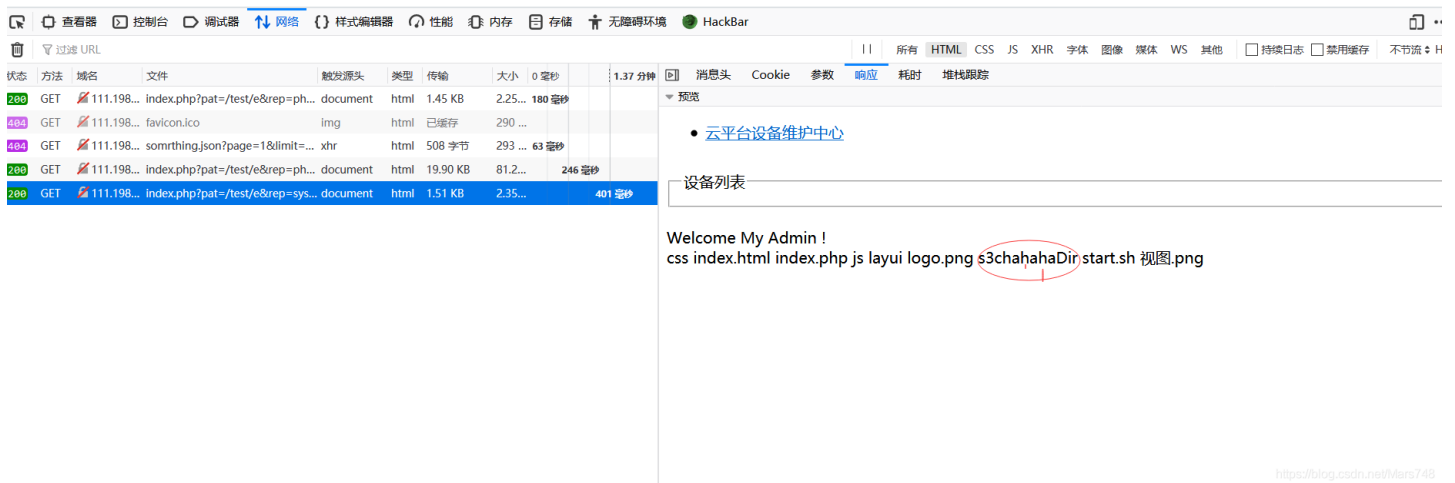 查看器 控制台 调试器 网络 {} 样式编辑器 性能 内存 存储 无障碍环境 HackBar
过滤 URL 所有 HTML CSS JS XHR 字体 图像 媒体 WS 其他 持续日志 禁用缓存 不节流 H
状态 方法 域名 文件 触发源头 类型 传输 大小 0 毫秒 1.37 分钟 消息头 Cookie 参数 响应 耗时 堆栈跟踪
200 GET 111.198... index.php?pat=/test/e&rep=ph... document html 1.45 KB 2.25... 180 毫秒
预览
404 GET 111.198... favicon.ico img html 已缓存 290 ...
云平台设备维护中心
404 GET 111.198... somrthing.json?page=1&limit=... xhr html 508 字节 293 ... 63 毫秒
200 GET 111.198... index.php?pat=/test/e&rep=ph... document html 19.90 KB 81.2... 246 毫秒
设备列表
200 GET 111.198... index.php?pat=/test/e&rep=sys... document html 1.51 KB 2.35... 401 毫秒
Welcome My Admin !
css index.html index.php js layui logo.png s3chahahaDir start.sh 视图.png
https://blog.csdn.net/Mars748